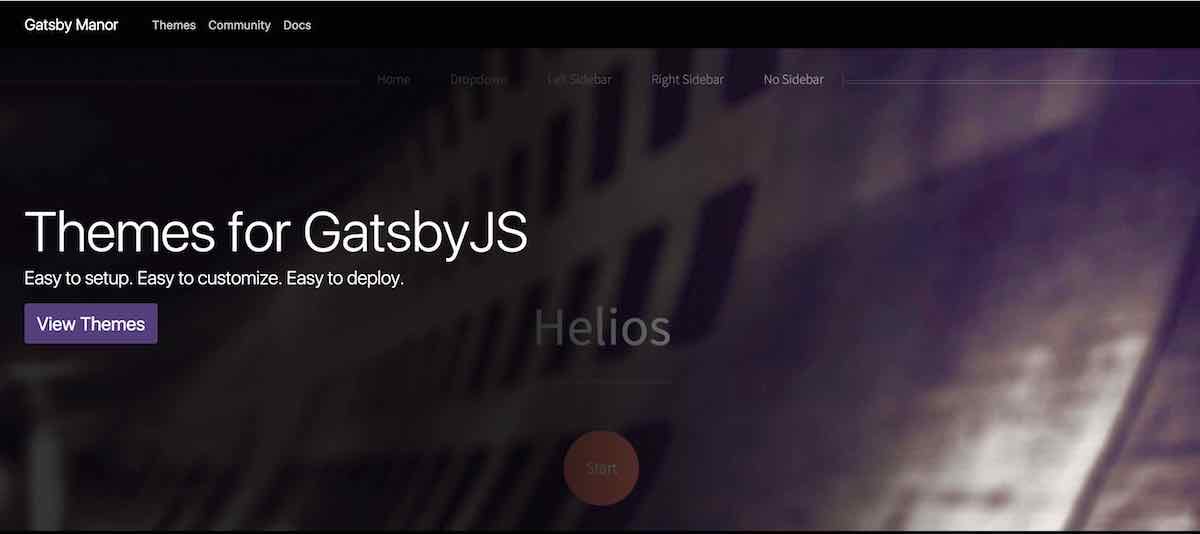 Gatsby Manor Themes Community Docs
Home Dropdown Left Sidebar Right Sidebar No Sidebar
Themes for GatsbyJS
Easy to setup. Easy to customize. Easy to deploy.
View Themes
Helios
Start